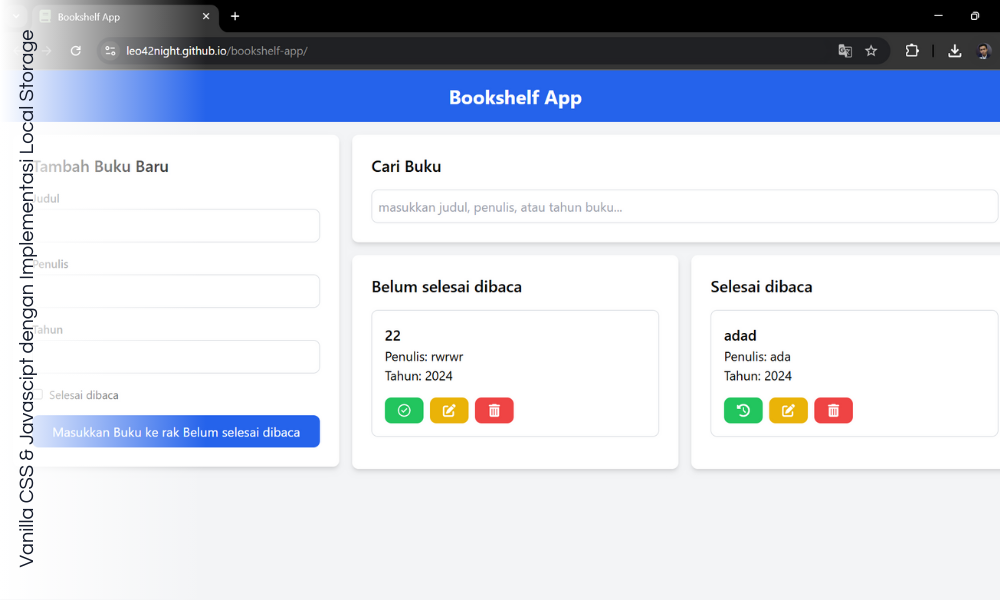 Bookshelf App
leo42night.github.io/bookshelf-app/
Bookshelf App
Vanilla CSS & Javascipt dengan Implementasi Local Storage
Tambah Buku Baru
Judul
Penulis
Tahun
Selesai dibaca
Masukkan Buku ke rak Belum selesai dibaca
Cari Buku
masukkan judul, penulis, atau tahun buku...
Belum selesai dibaca
22
Penulis: rwrwr
Tahun: 2024
Selesai dibaca
adad
Penulis: ada
Tahun: 2024